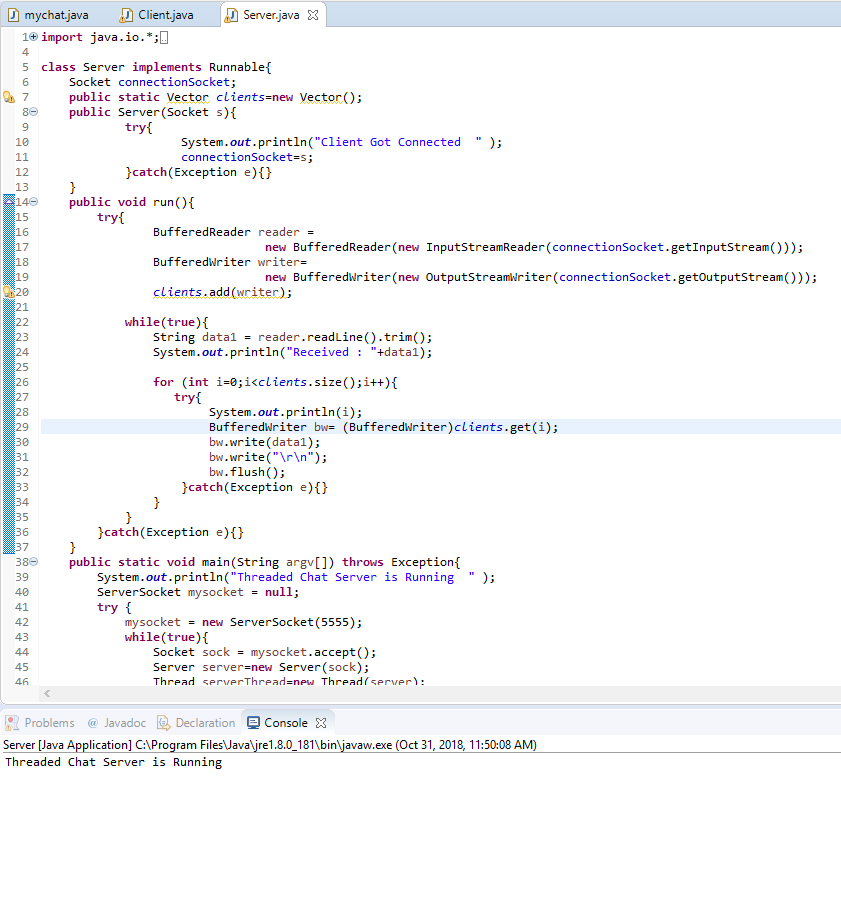 mychat.java Client.java Server.java
1 import java.io.*;
4
5 class Server implements Runnable{
6 Socket connectionSocket;
7 public static Vector clients=new Vector();
8 public Server(Socket s){
9 try{
10 System.out.println("Client Got Connected  " );
11 connectionSocket=s;
12 }catch(Exception e){}
13 }
14 public void run(){
15 try{
16 BufferedReader reader =
17 new BufferedReader(new InputStreamReader(connectionSocket.getInputStream()));
18 BufferedWriter writer=
19 new BufferedWriter(new OutputStreamWriter(connectionSocket.getOutputStream()));
20 clients.add(writer);
21
22 while(true){
23 String data1 = reader.readLine().trim();
24 System.out.println("Received : "+data1);
25
26 for (int i=0;i<clients.size();i++){
27 try{
28 System.out.println(i);
29 BufferedWriter bw= (BufferedWriter)clients.get(i);
30 bw.write(data1);
31 bw.write("\r\n");
32 bw.flush();
33 }catch(Exception e){}
34 }
35 }
36 }catch(Exception e){}
37 }
38 public static void main(String argv[]) throws Exception{
39 System.out.println("Threaded Chat Server is Running  " );
40 ServerSocket mysocket = null;
41 try {
42 mysocket = new ServerSocket(5555);
43 while(true){
44 Socket sock = mysocket.accept();
45 Server server=new Server(sock);
46 Thread serverThread=new Thread(server);
Problems @ Javadoc Declaration Console
Server [Java Application] C:\Program Files\Java\jre1.8.0_181\bin\javaw.exe (Oct 31, 2018, 11:50:08 AM)
Threaded Chat Server is Running